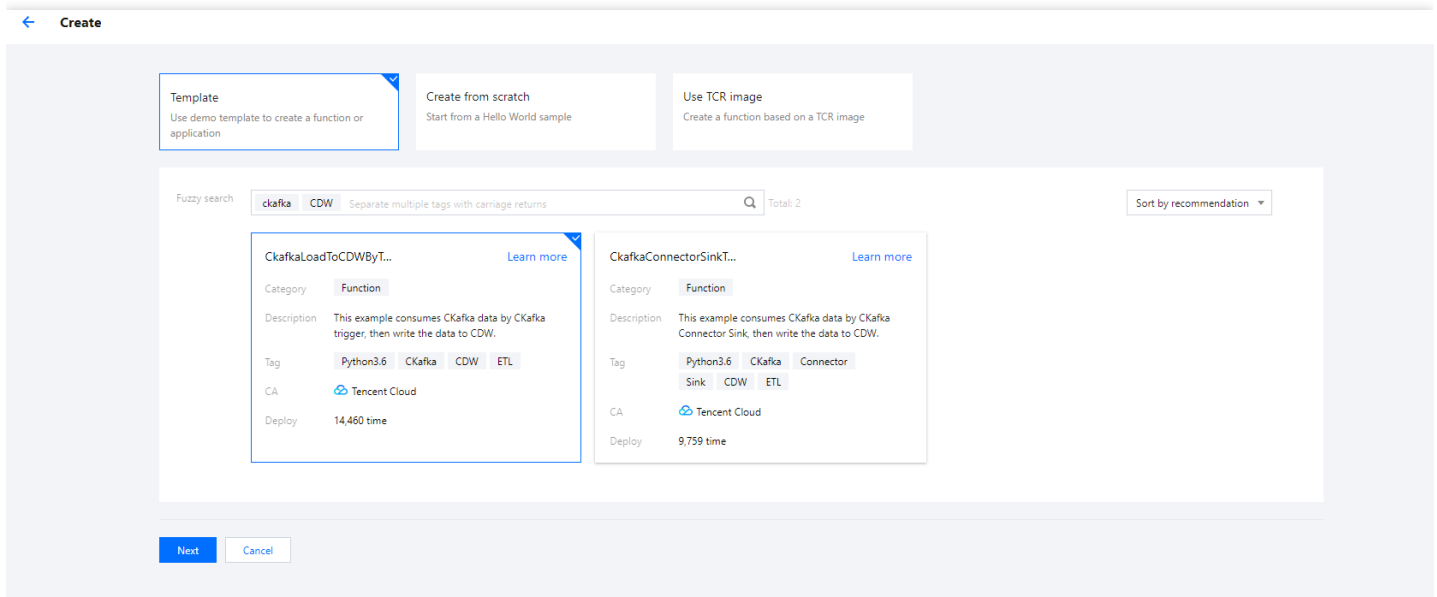 Create
Template
Use demo template to create a function or
application
Create from scratch
Start from a Hello World sample
Use TCR image
Create a function based on a TCR image
Fuzzy search
ckafka CDW Separate multiple tags with carriage returns
Total: 2
Sort by recommendation
CkafkaLoadToCDWByT... Learn more
Category Function
Description This example consumes CKafka data by CKafka
trigger, then write the data to CDW.
Tag Python3.6 CKafka CDW ETL
CA Tencent Cloud
Deploy 14,460 time
CkafkaConnectorSinkT... Learn more
Category Function
Description This example consumes CKafka data by CKafka
Connector Sink, then write the data to CDW.
Tag Python3.6 CKafka Connector
Sink CDW ETL
CA Tencent Cloud
Deploy 9,759 time
Next Cancel